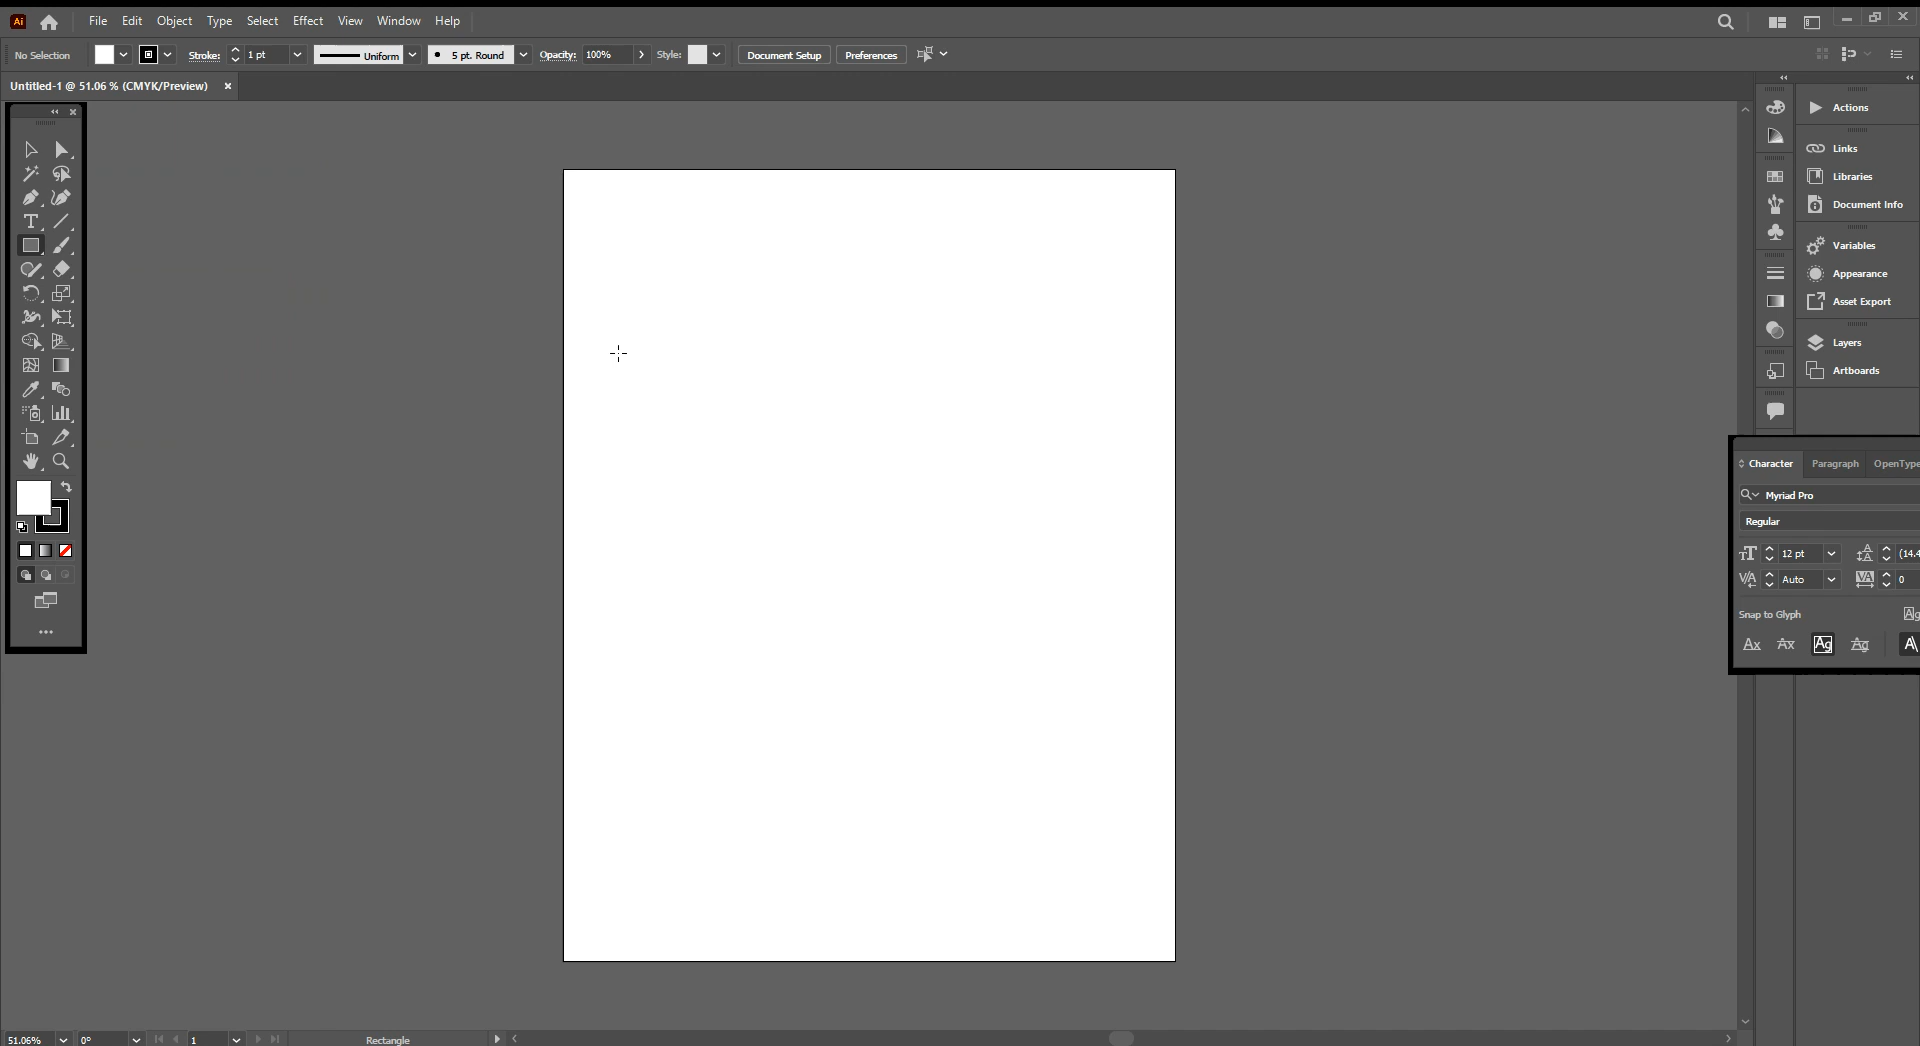 Ai File Edit Object Type Select Effect View Window Help
No Selection Stroke: 1 pt Uniform 5 pt. Round Opacity: 100% Style: Document Setup Preferences
Untitled-1 @ 51.06 % (CMYK/Preview)
Actions
Links
Libraries
Document Info
Variables
Appearance
Asset Export
Layers
Artboards
Character Paragraph OpenType
Myriad Pro
Regular
12 pt (14.4
Auto 0
Snap to Glyph
51.06% 0° 1 Rectangle